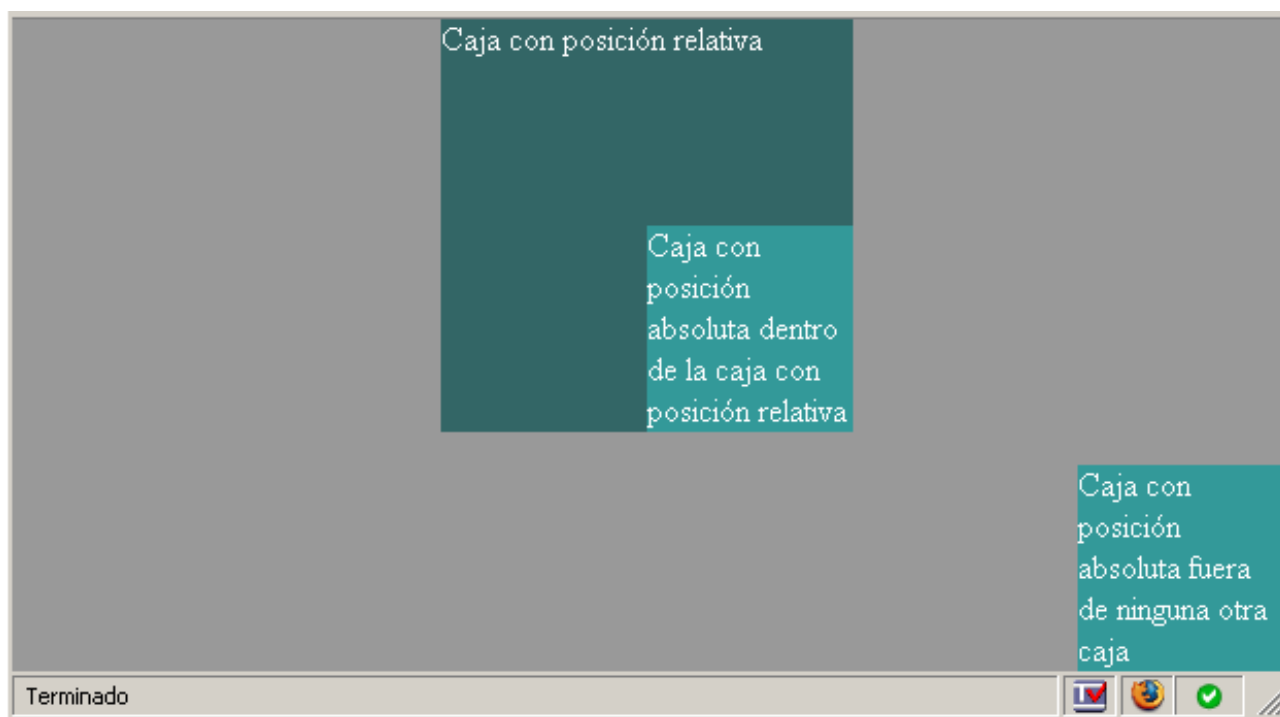 Caja con posición relativa
Caja con
posición
absoluta dentro
de la caja con
posición relativa
Caja con
posición
absoluta fuera
de ninguna otra
caja
Terminado